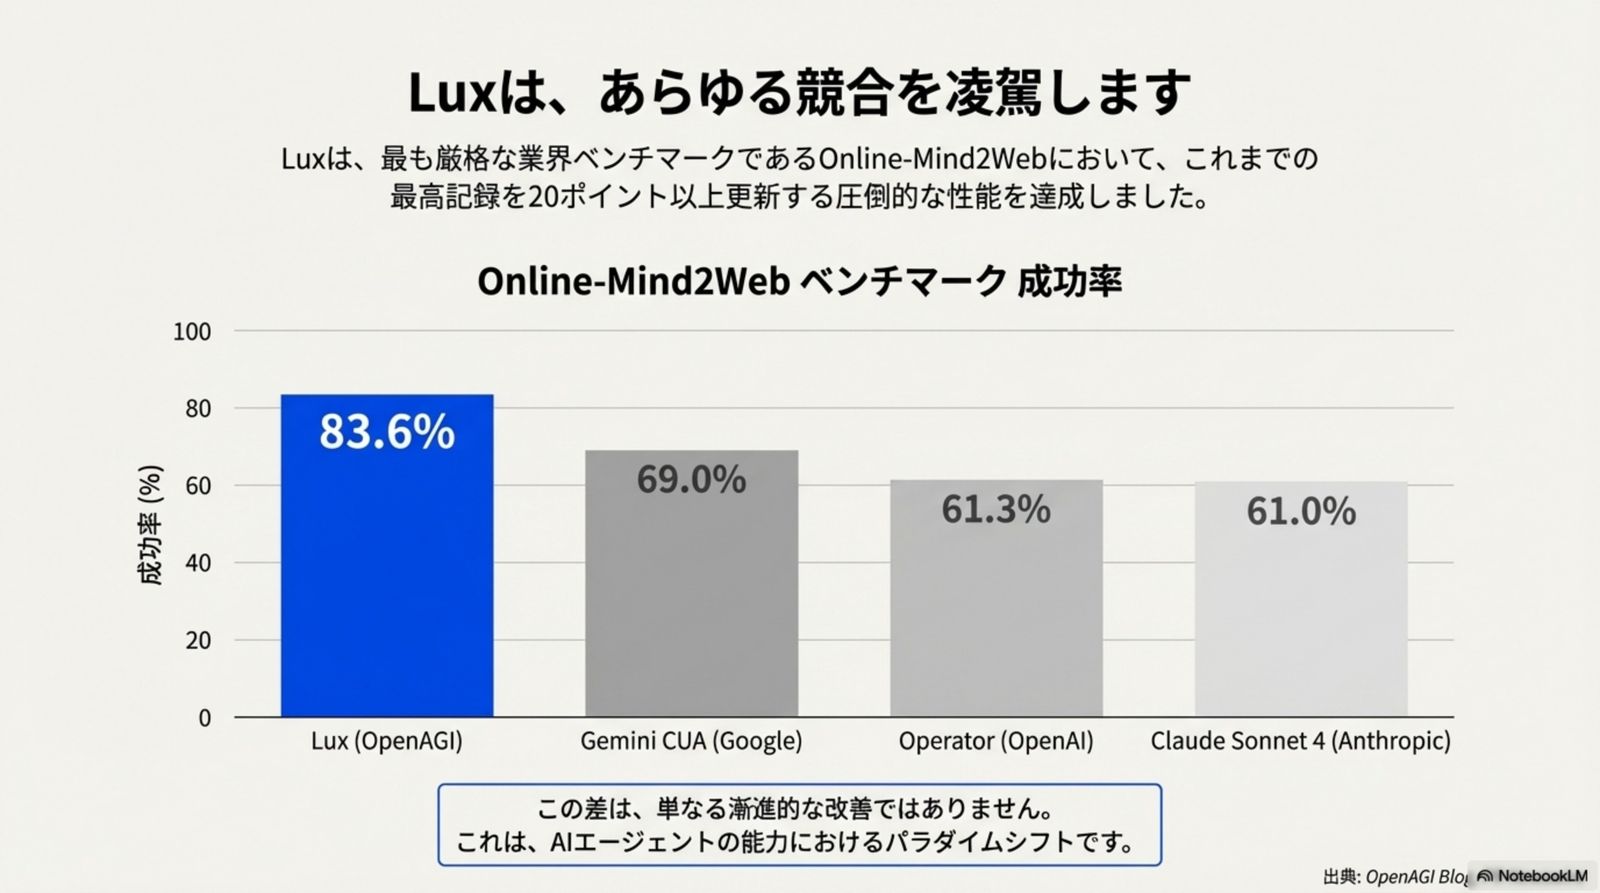 Luxは、あらゆる競合を凌駕します
Luxは、最も厳格な業界ベンチマークであるOnline-Mind2Webにおいて、これまでの
最高記録を20ポイント以上更新する圧倒的な性能を達成しました。
Online-Mind2Web ベンチマーク 成功率
成功率 (%)
100
80
60
40
20
0
83.6%
69.0%
61.3%
61.0%
Lux (OpenAGI)
Gemini CUA (Google)
Operator (OpenAI)
Claude Sonnet 4 (Anthropic)
この差は、単なる漸進的な改善ではありません。
これは、AIエージェントの能力におけるパラダイムシフトです。
出典: OpenAGI
NotebookLM